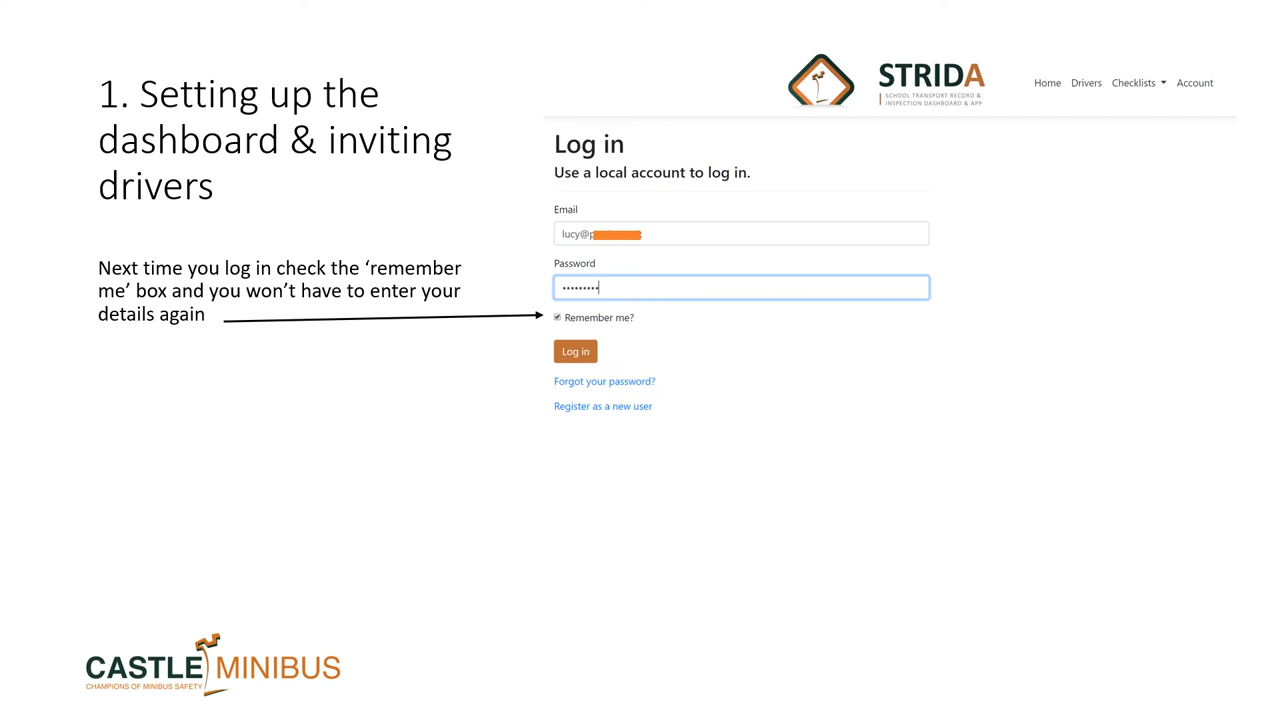 1. Setting up the
dashboard & inviting
drivers
Next time you log in check the ‘remember
me’ box and you won’t have to enter your
details again
STRIDA
SCHOOL TRANSPORT RECORD &
INSPECTION DASHBOARD & APP
Home Drivers Checklists Account
Log in
Use a local account to log in.
Email
lucy@
Password
Remember me?
Log in
Forgot your password?
Register as a new user
CASTLE MINIBUS
CHAMPIONS OF MINIBUS SAFETY